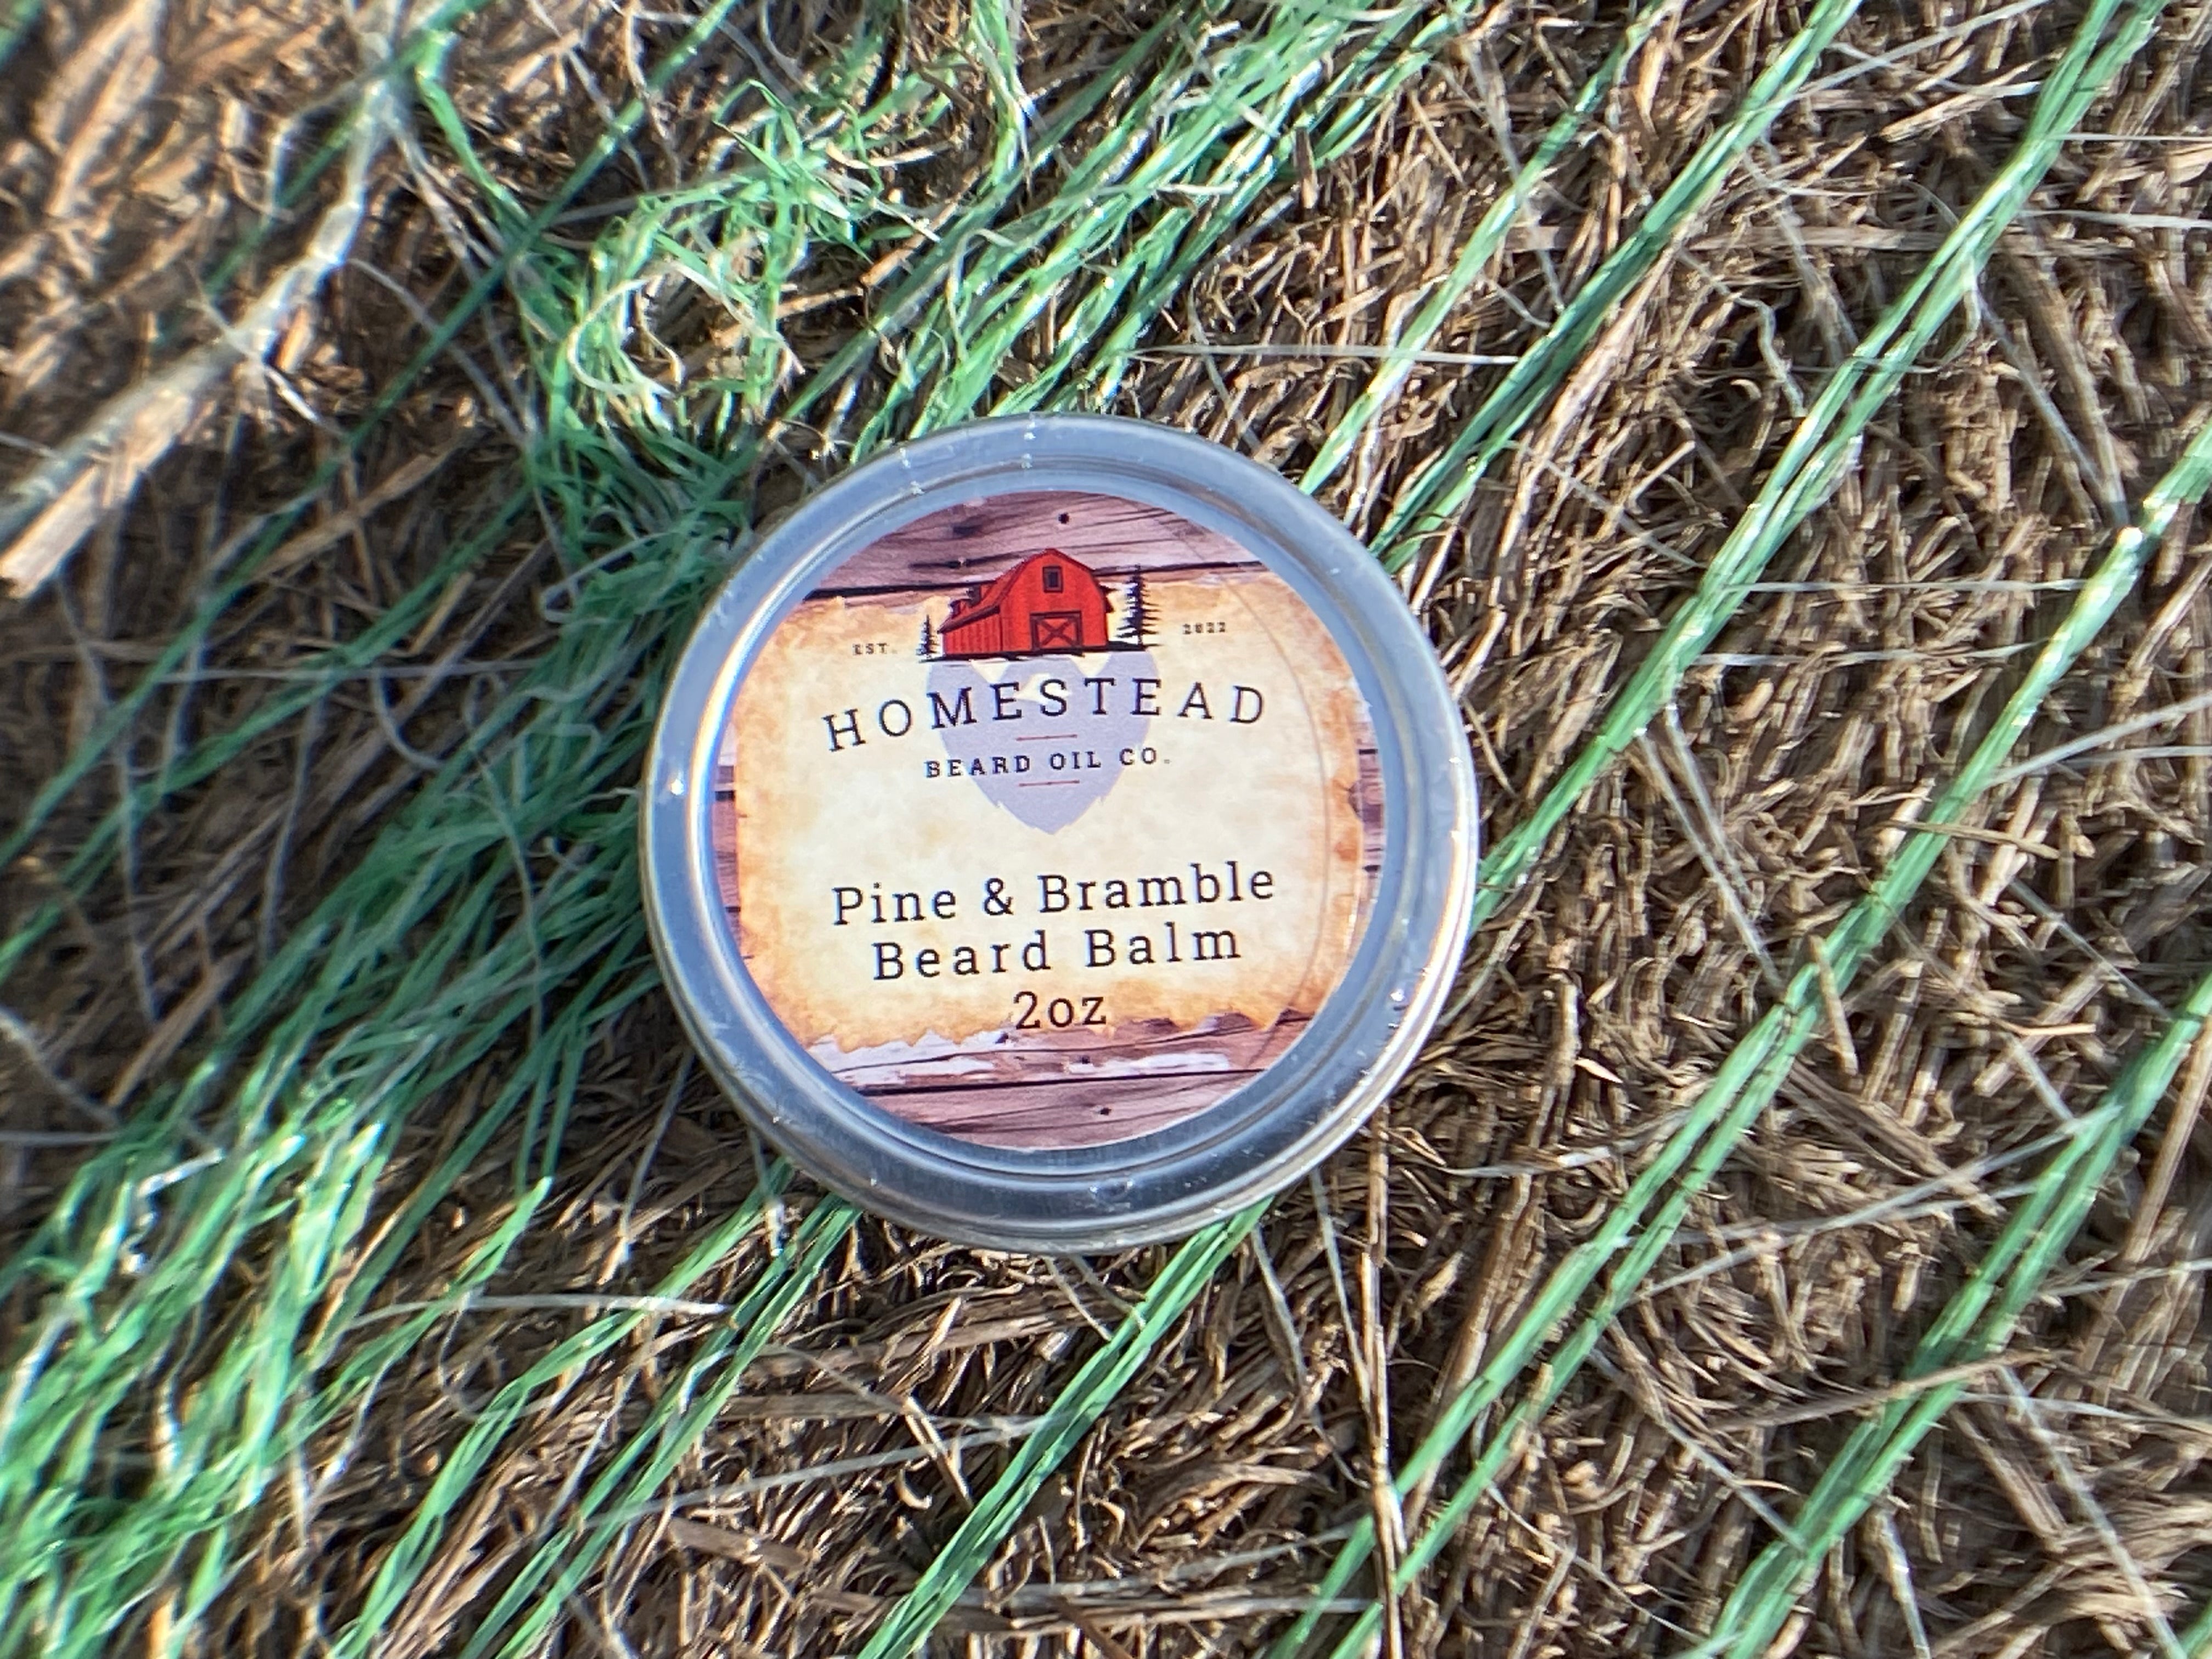 EST. 2022
HOMESTEAD
BEARD OIL CO.
Pine & Bramble
Beard Balm
2oz